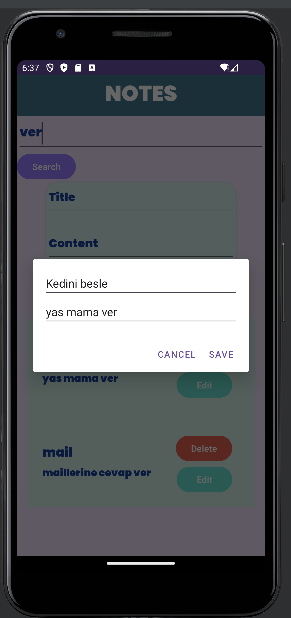 6:37
NOTES
ver
Search
Title
Content
Kedini besle
yas mama ver
CANCEL SAVE
yas mama ver
Edit
mail
Delete
maillerine cevap ver
Edit